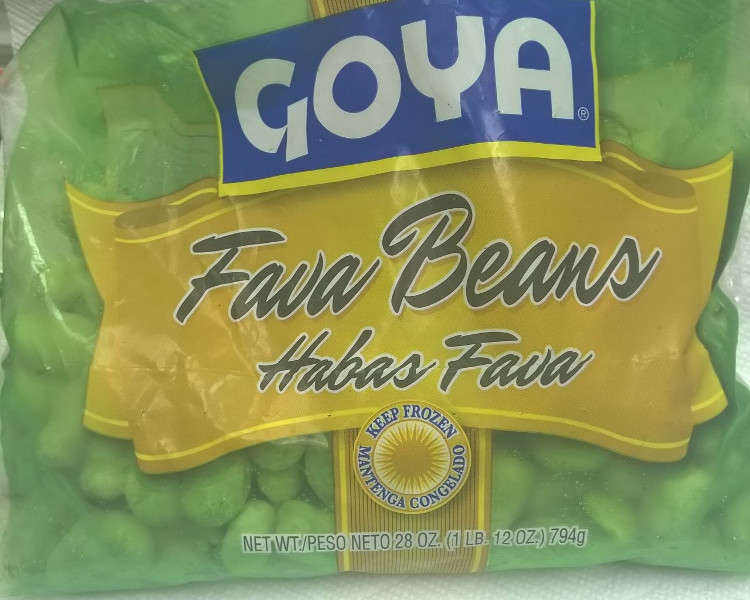 GOYA®
Fava Beans
Habas Fava
KEEP FROZEN
MANTENGA CONGELADO
NET WT./PESO NETO 28 OZ. (1 LB. 12 OZ.) 794g